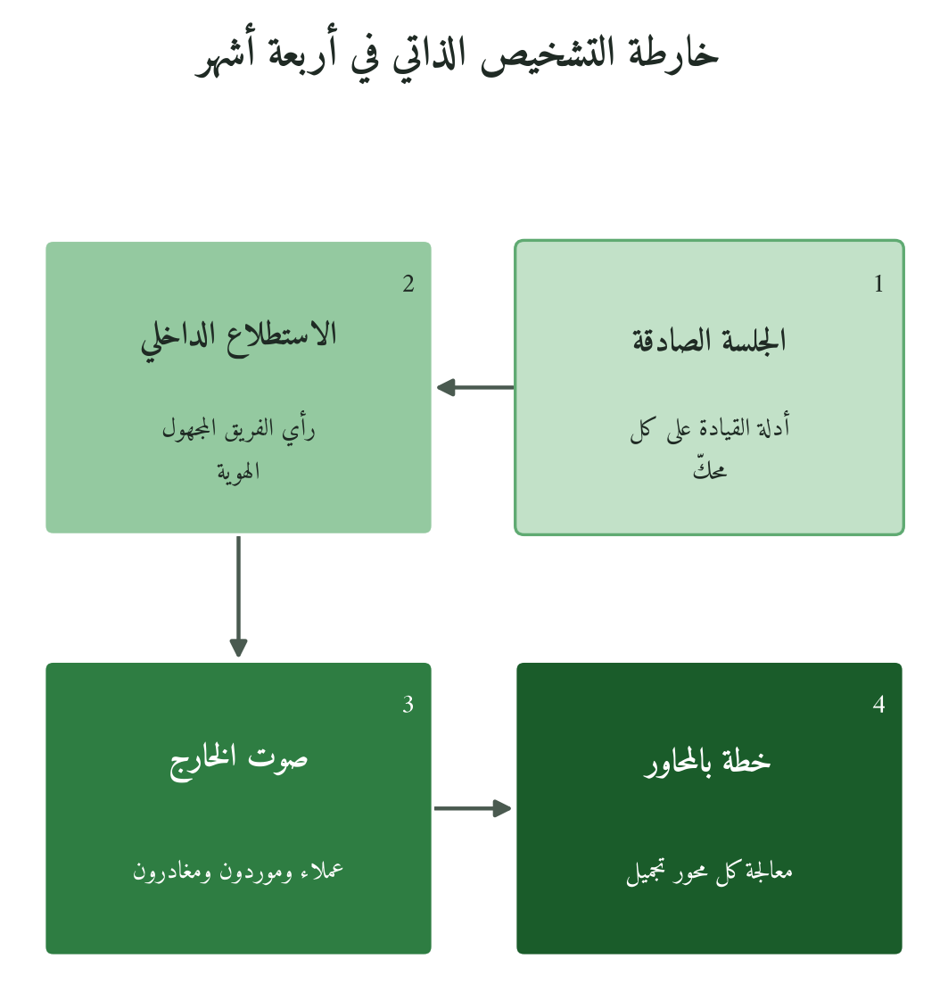 خارطة التشخيص الذاتي في أربعة أشهر
1
الجلسة الصادقة
أدلة القيادة على كل
محكّ
2
الاستطلاع الداخلي
رأي الفريق المجهول
الهوية
3
صوت الخارج
عملاء وموردون ومغادرون
4
خطة بالمحاور
معالجة كل محور تجميل